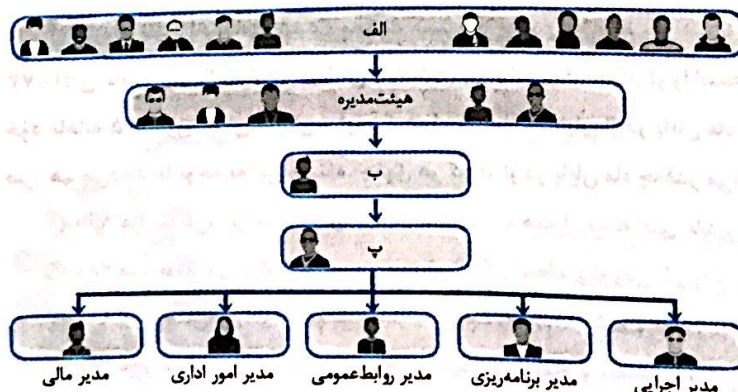 الف
هیئت‌مدیره
ب
پ
مدیر اجرایی
مدیر برنامه‌ریزی
مدیر روابط‌عمومی
مدیر امور اداری
مدیر مالی